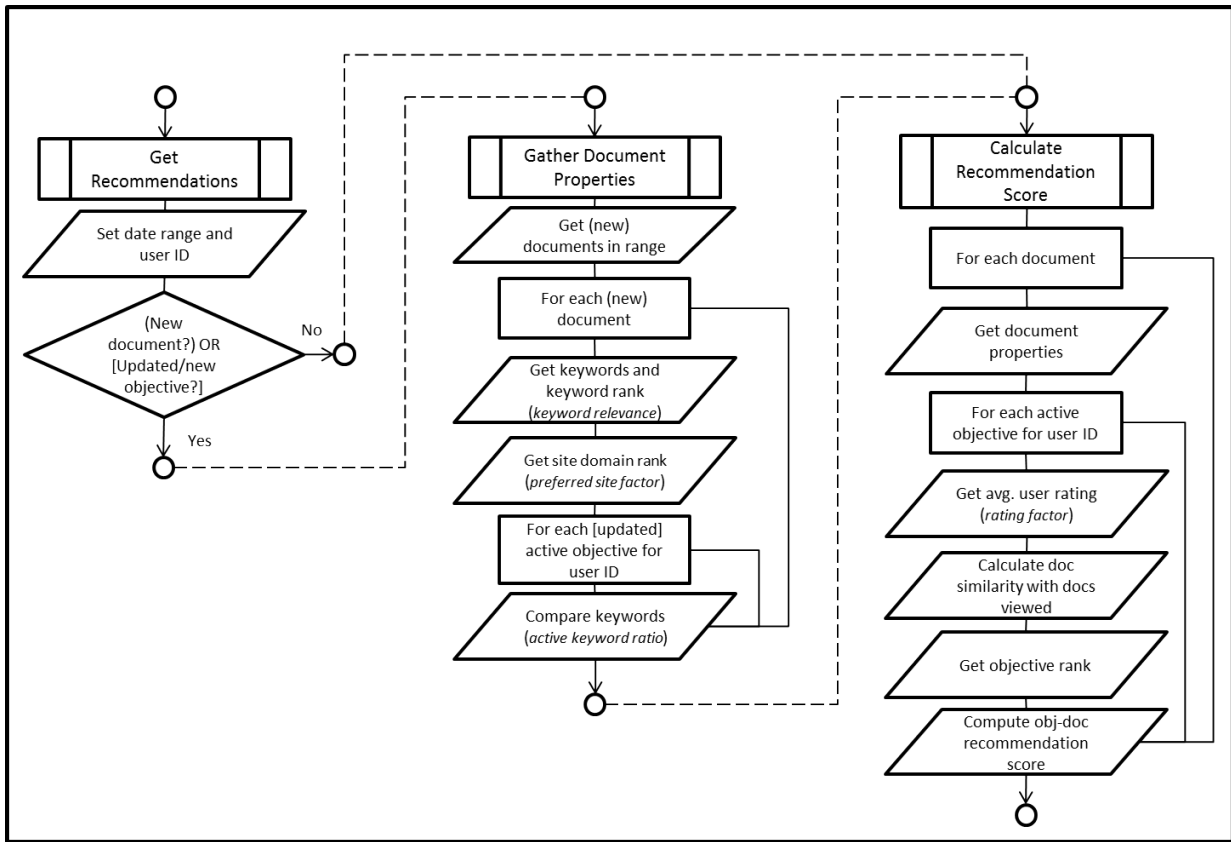 Get
Recommendations
Set date range and
user ID
(New
document?) OR
[Updated/new
objective?]
No
Yes
Gather Document
Properties
Get (new)
documents in range
For each (new)
document
Get keywords and
keyword rank
(keyword relevance)
Get site domain rank
(preferred site factor)
For each [updated]
active objective for
user ID
Compare keywords
(active keyword ratio)
Calculate
Recommendation
Score
For each document
Get document
properties
For each active
objective for user ID
Get avg. user rating
(rating factor)
Calculate doc
similarity with docs
viewed
Get objective rank
Compute obj-doc
recommendation
score